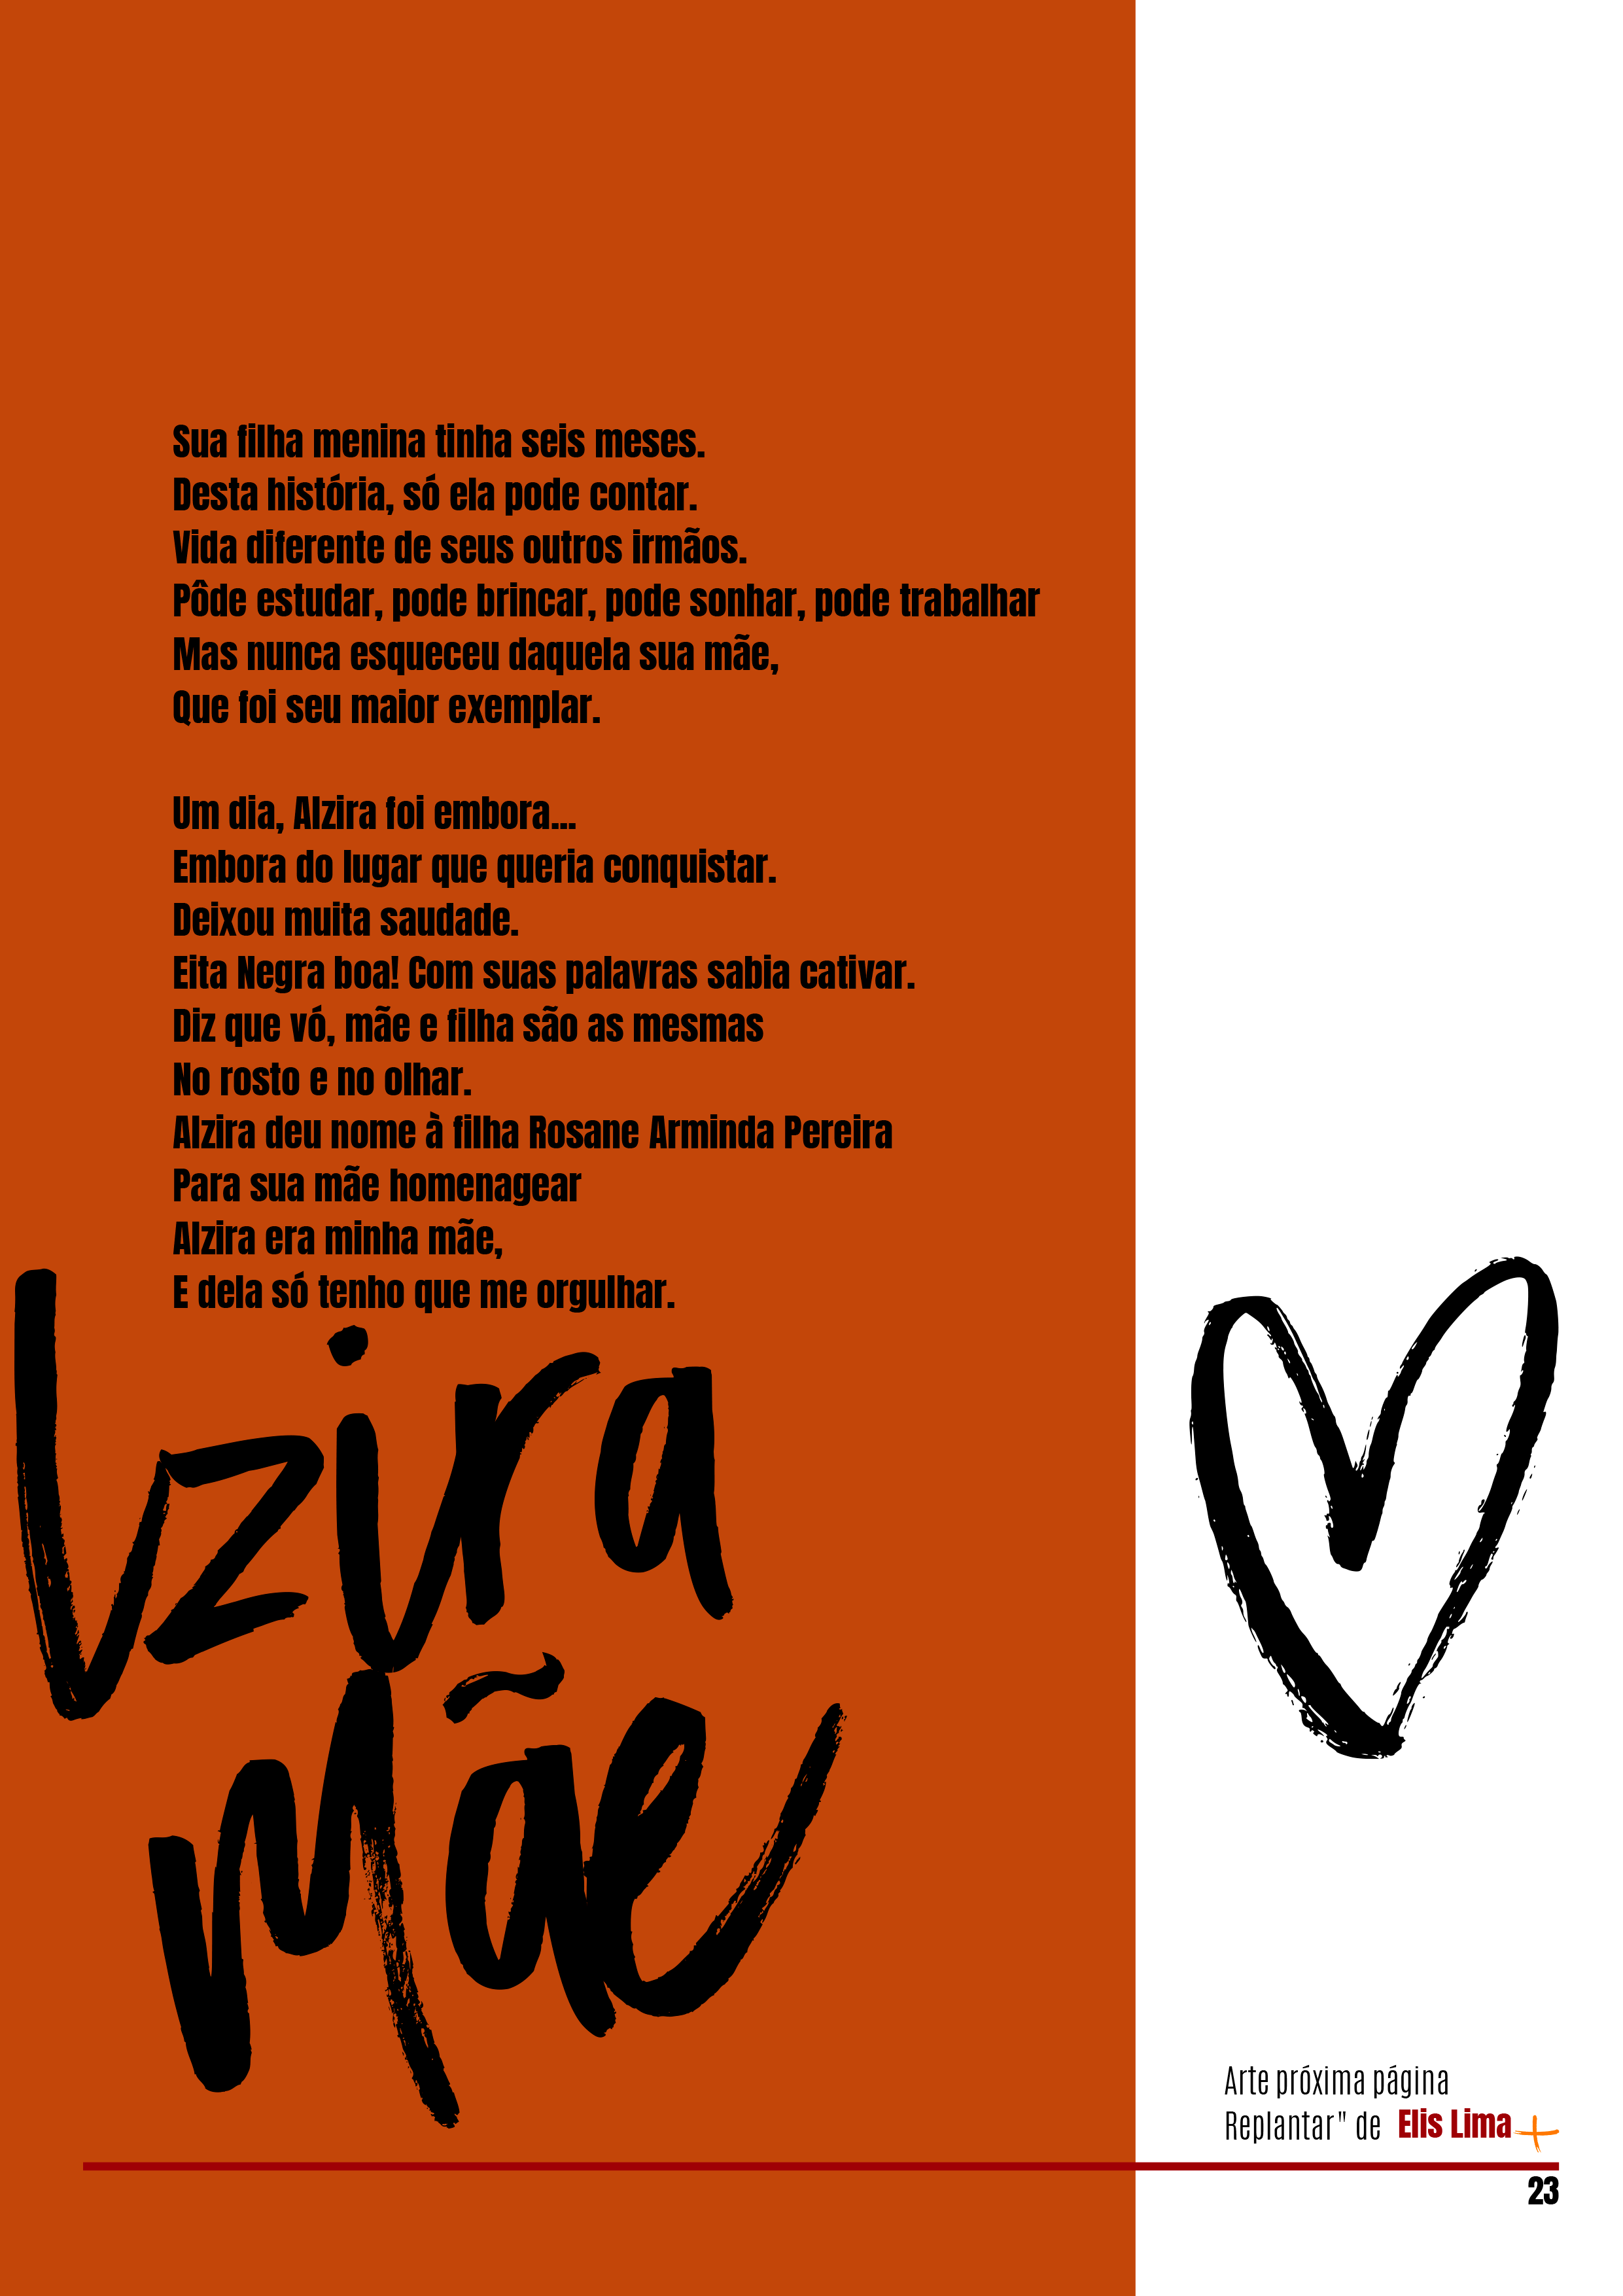 Sua filha menina tinha seis meses.
Desta história, só ela pode contar.
Vida diferente de seus outros irmãos.
Pôde estudar, pode brincar, pode sonhar, pode trabalhar
Mas nunca esqueceu daquela sua mãe,
Que foi seu maior exemplar.
Um dia, Alzira foi embora...
Embora do lugar que queria conquistar.
Deixou muita saudade.
Eita Negra boa! Com suas palavras sabia cativar.
Diz que vó, mãe e filha são as mesmas
No rosto e no olhar.
Alzira deu nome à filha Rosane Arminda Pereira
Para sua mãe homenagear
Alzira era minha mãe,
E dela só tenho que me orgulhar.
lzira
Mãe
Arte próxima página
Replantar" de Elis Lima
23